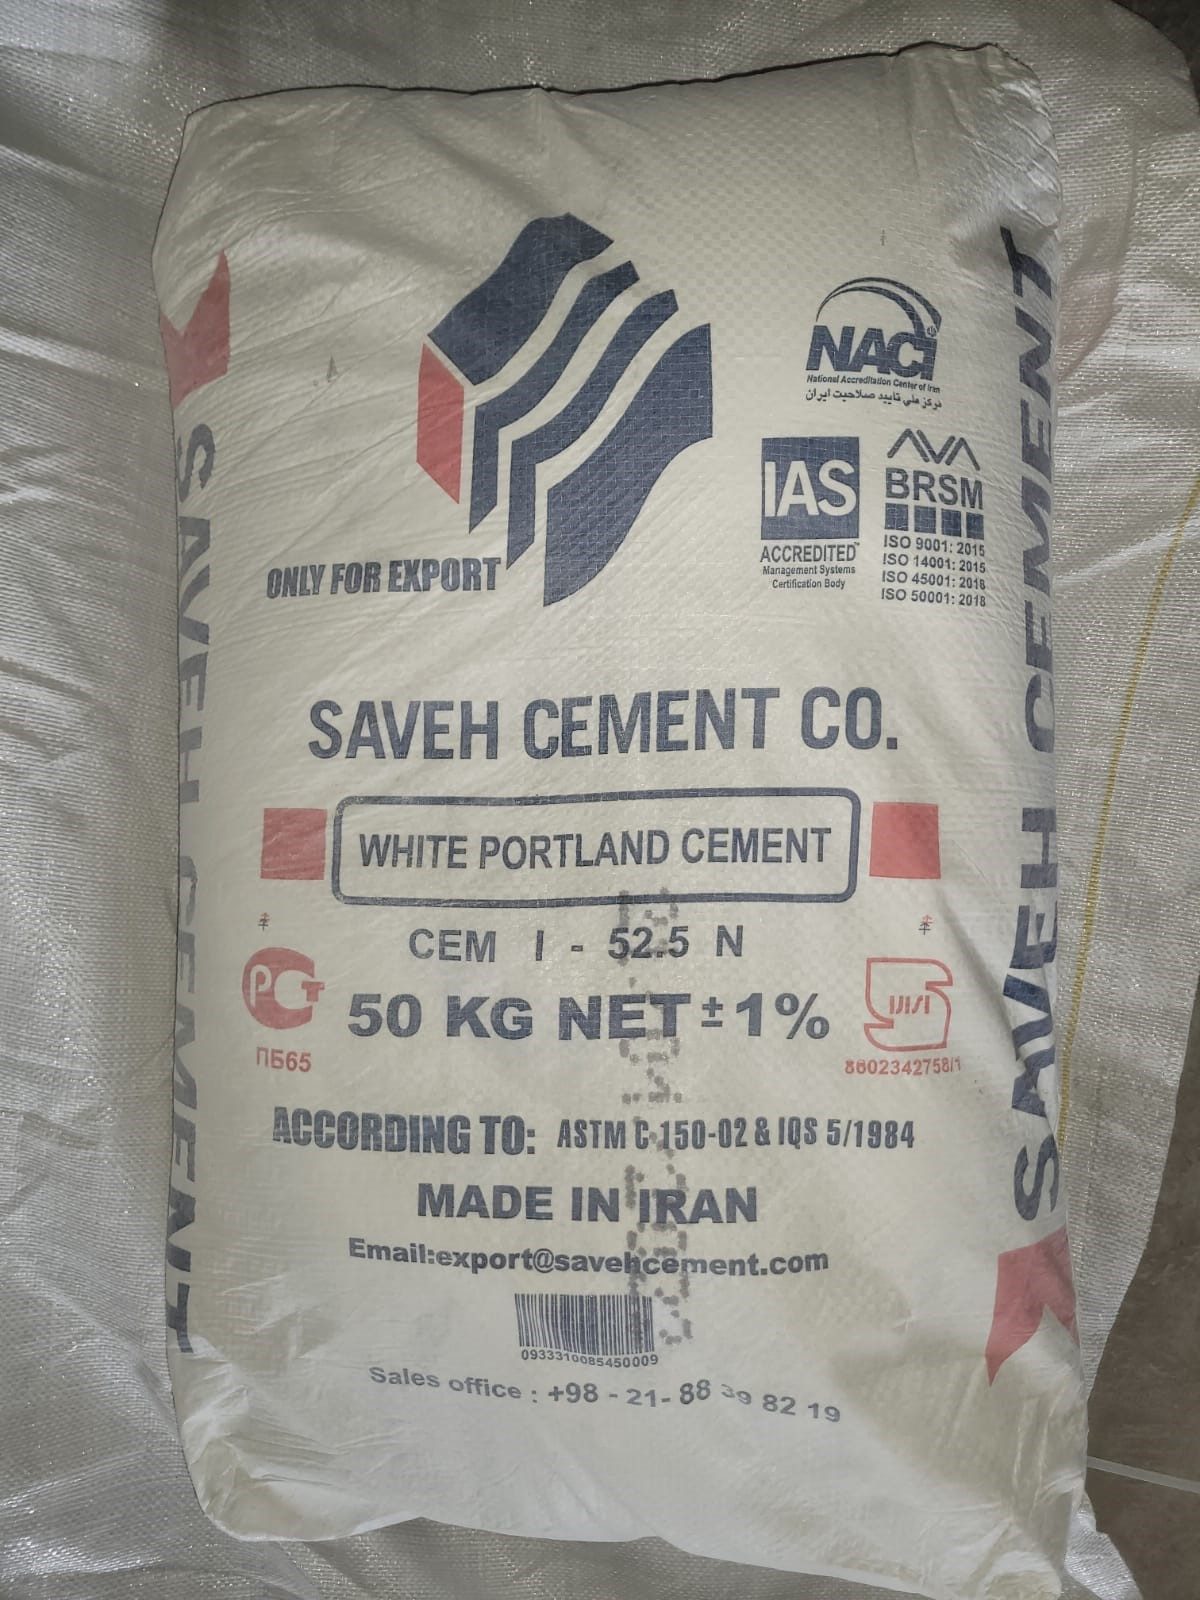 NACI
National Accreditation Center of Iran
مرکز ملی تایید صلاحیت ایران
IAS
ACCREDITED
Management Systems
Certification Body
BRSM
ISO 9001: 2015
ISO 14001: 2015
ISO 45001: 2018
ISO 50001: 2018
ONLY FOR EXPORT
SAVEH CEMENT
SAVEH CEMENT
SAVEH CEMENT CO.
WHITE PORTLAND CEMENT
CEM I - 52.5 N
РСТ
ПБ65
50 KG NET ± 1%
ISIRI
8602342758/1
ACCORDING TO: ASTM C-150-02 & IQS 5/1984
MADE IN IRAN
Email:export@savehcement.com
0933310085450009
Sales office : +98 - 21- 88 39 82 19